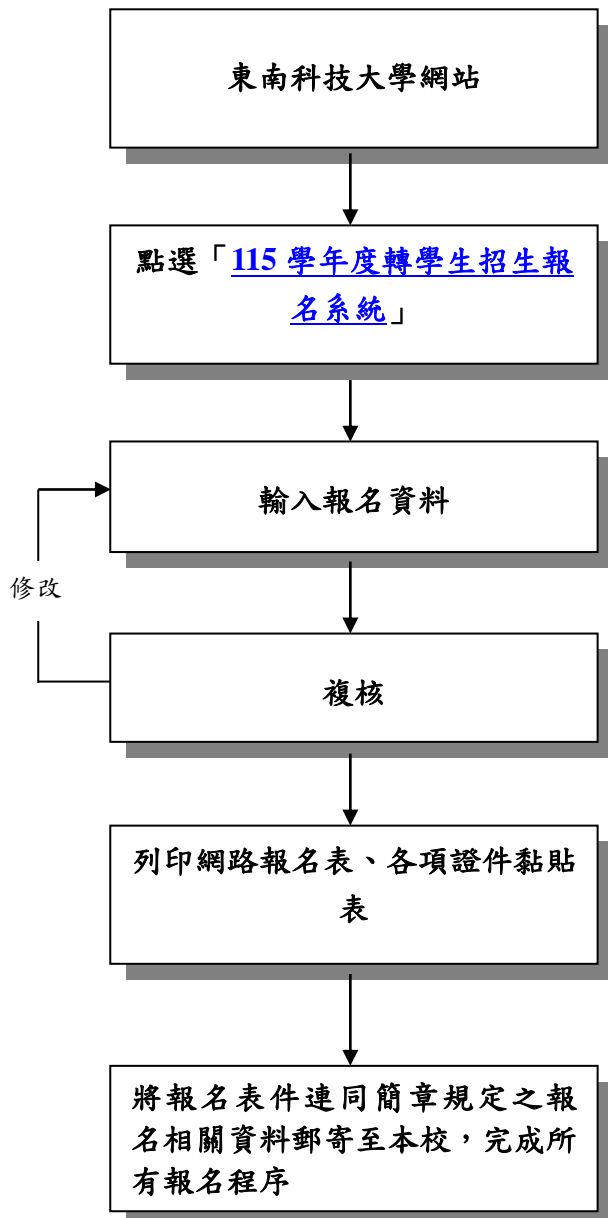 東南科技大學網站
點選「115 學年度轉學生招生報
名系統」
輸入報名資料
修改
複核
列印網路報名表、各項證件黏貼
表
將報名表件連同簡章規定之報
名相關資料郵寄至本校，完成所
有報名程序